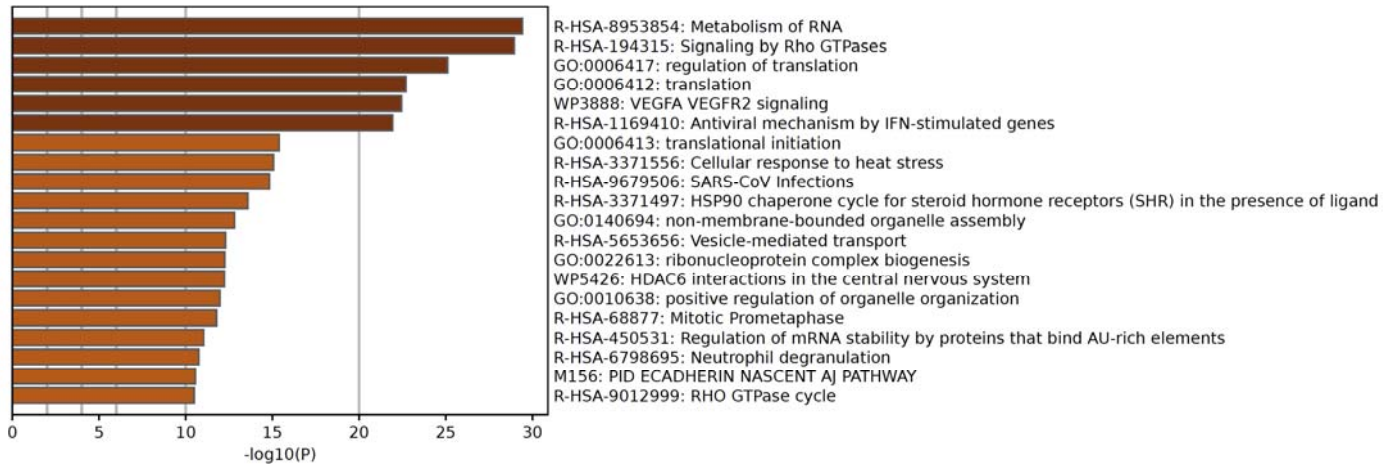 R-HSA-8953854: Metabolism of RNA
R-HSA-194315: Signaling by Rho GTPases
GO:0006417: regulation of translation
GO:0006412: translation
WP3888: VEGFA VEGFR2 signaling
R-HSA-1169410: Antiviral mechanism by IFN-stimulated genes
GO:0006413: translational initiation
R-HSA-3371556: Cellular response to heat stress
R-HSA-9679506: SARS-CoV Infections
R-HSA-3371497: HSP90 chaperone cycle for steroid hormone receptors (SHR) in the presence of ligand
GO:0140694: non-membrane-bounded organelle assembly
R-HSA-5653656: Vesicle-mediated transport
GO:0022613: ribonucleoprotein complex biogenesis
WP5426: HDAC6 interactions in the central nervous system
GO:0010638: positive regulation of organelle organization
R-HSA-68877: Mitotic Prometaphase
R-HSA-450531: Regulation of mRNA stability by proteins that bind AU-rich elements
R-HSA-6798695: Neutrophil degranulation
M156: PID ECADHERIN NASCENT AJ PATHWAY
R-HSA-9012999: RHO GTPase cycle
0 5 10 15 20 25 30
-log10(P)